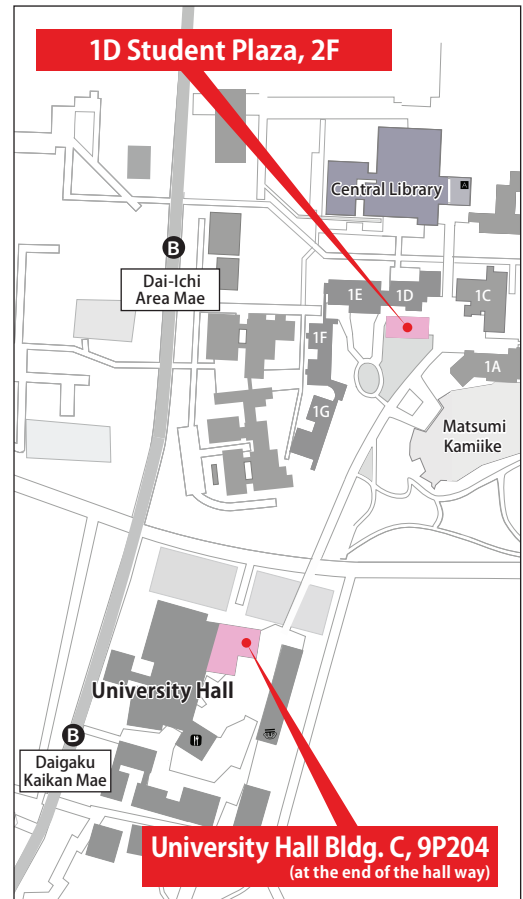 1D Student Plaza, 2F
Central Library
A
B
Dai-Ichi
Area Mae
1E
1D
1C
1F
1A
1G
Matsumi
Kamiike
University Hall
B
Daigaku
Kaikan Mae
University Hall Bldg. C, 9P204
(at the end of the hall way)